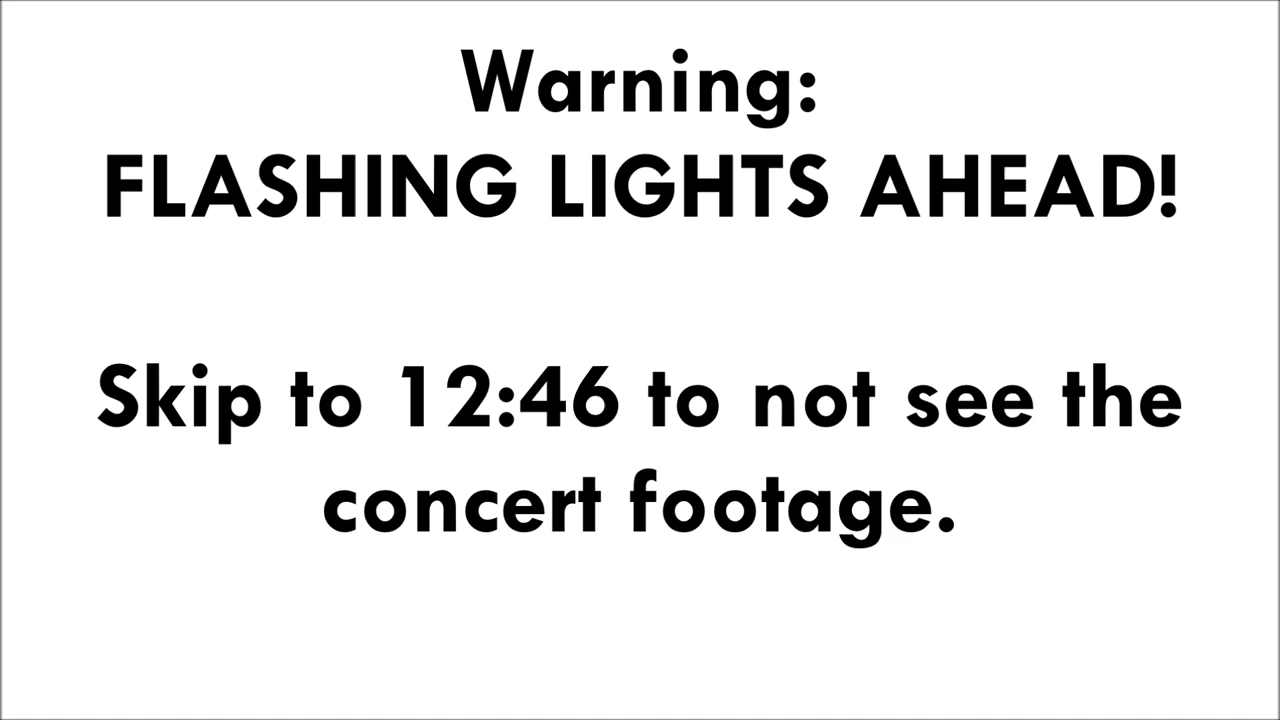 Warning:
FLASHING LIGHTS AHEAD!
Skip to 12:46 to not see the
concert footage.